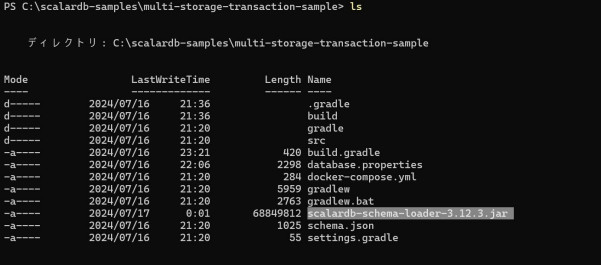 PS C:\scalardb-samples\multi-storage-transaction-sample> ls
ディレクトリ: C:\scalardb-samples\multi-storage-transaction-sample
Mode LastWriteTime Length Name
---- ------------- ------ ----
d----- 2024/07/16 21:36 .gradle
d----- 2024/07/16 21:36 build
d----- 2024/07/16 21:20 gradle
d----- 2024/07/16 21:20 src
-a---- 2024/07/16 23:21 420 build.gradle
-a---- 2024/07/16 22:06 2298 database.properties
-a---- 2024/07/16 21:20 284 docker-compose.yml
-a---- 2024/07/16 21:20 5959 gradlew
-a---- 2024/07/16 21:20 2763 gradlew.bat
-a---- 2024/07/17 0:01 68849812 scalardb-schema-loader-3.12.3.jar
-a---- 2024/07/16 21:20 1025 schema.json
-a---- 2024/07/16 21:20 55 settings.gradle